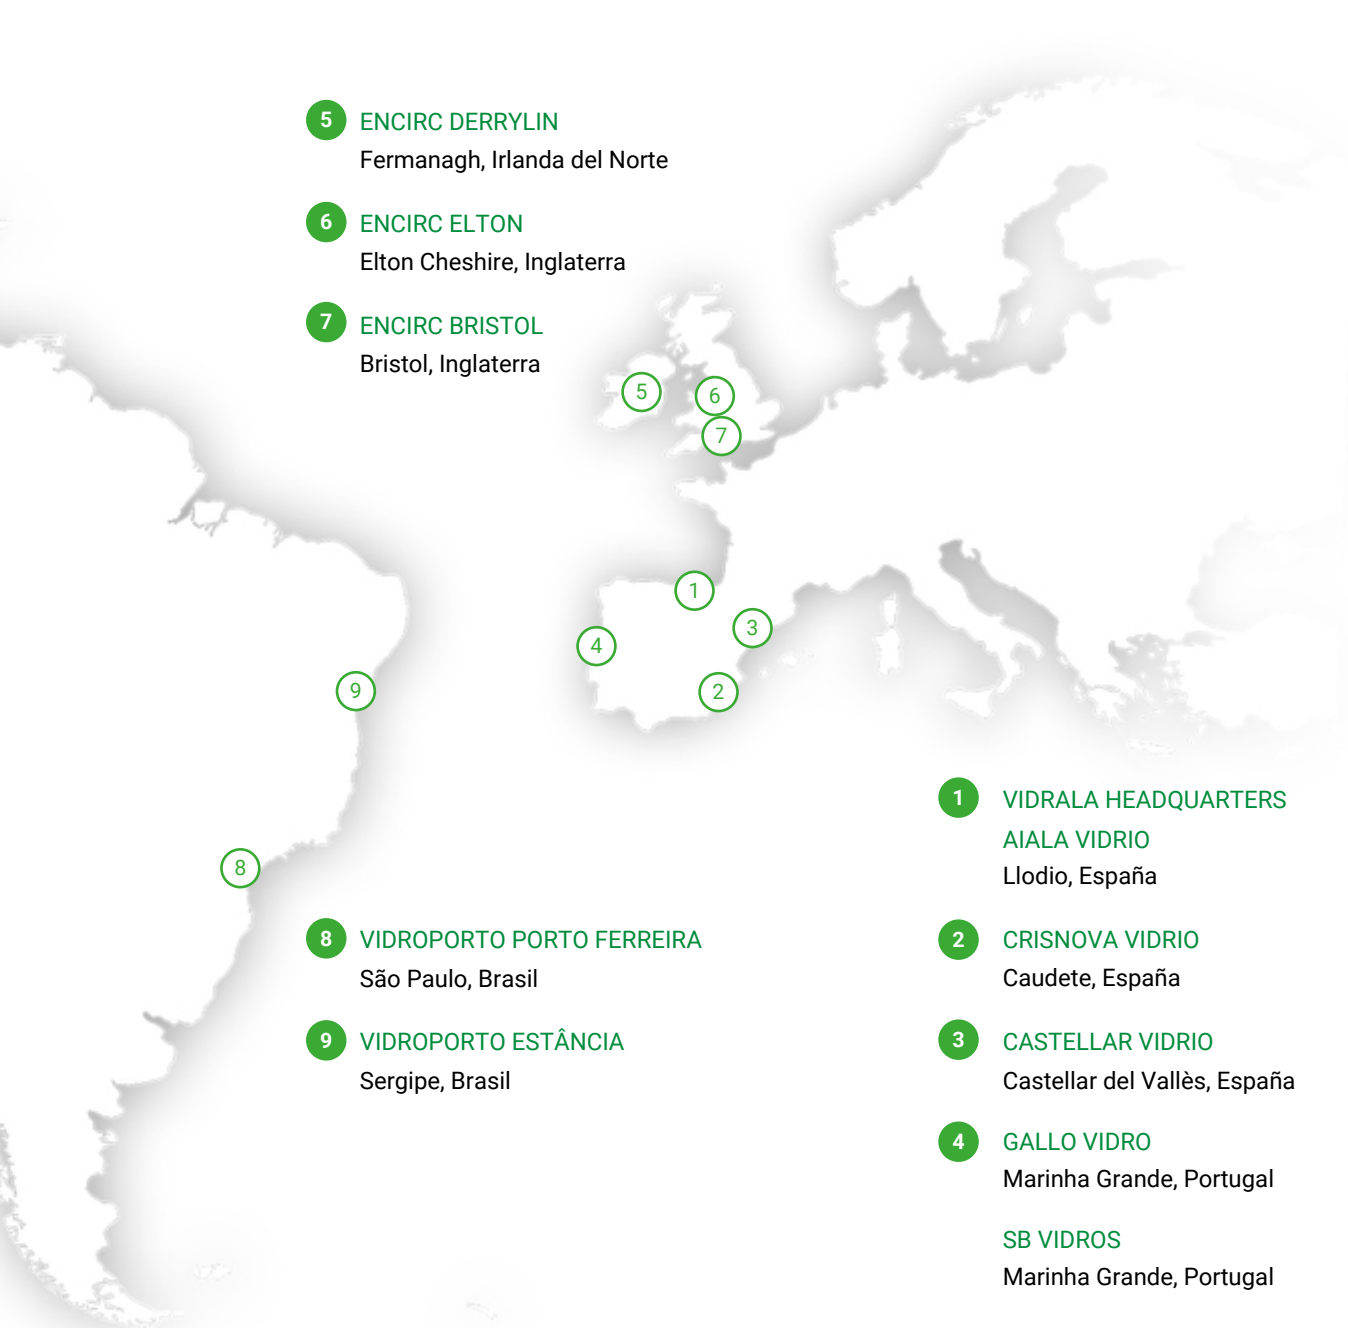 5 ENCIRC DERRYLIN
Fermanagh, Irlanda del Norte
6 ENCIRC ELTON
Elton Cheshire, Inglaterra
7 ENCIRC BRISTOL
Bristol, Inglaterra
5
6
7
1
3
4
2
9
8
1 VIDRALA HEADQUARTERS
AIALA VIDRIO
Llodio, España
2 CRISNOVA VIDRIO
Caudete, España
3 CASTELLAR VIDRIO
Castellar del Vallès, España
4 GALLO VIDRO
Marinha Grande, Portugal
SB VIDROS
Marinha Grande, Portugal
8 VIDROPORTO PORTO FERREIRA
São Paulo, Brasil
9 VIDROPORTO ESTÂNCIA
Sergipe, Brasil